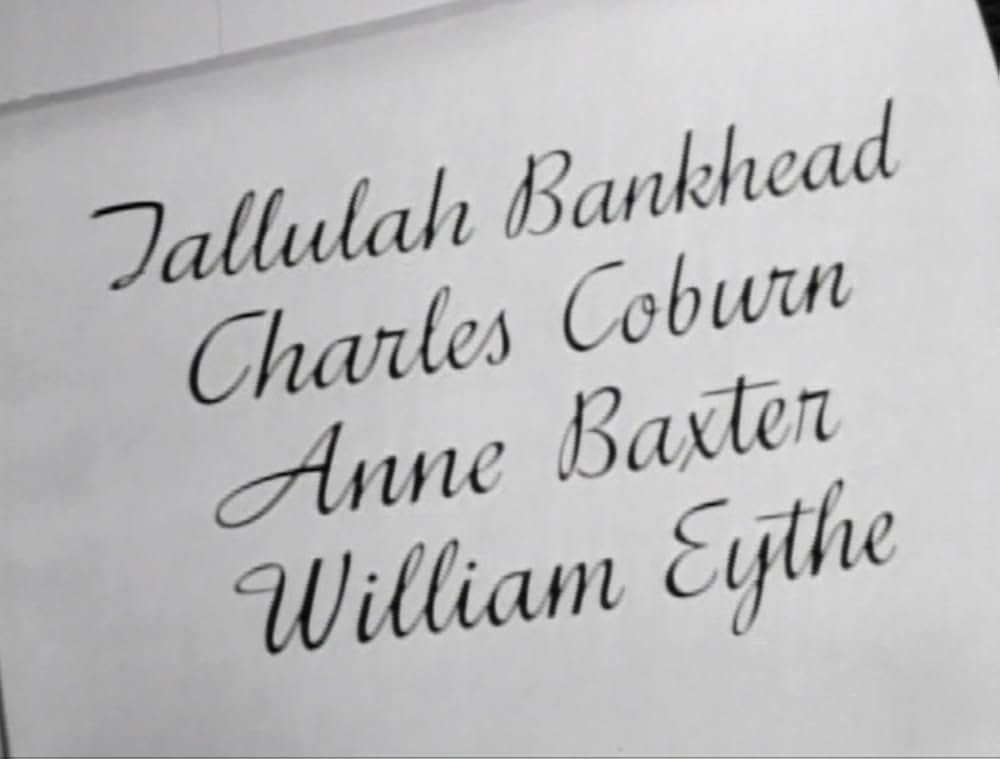 Tallulah Bankhead
Charles Coburn
Anne Baxter
William Eythe